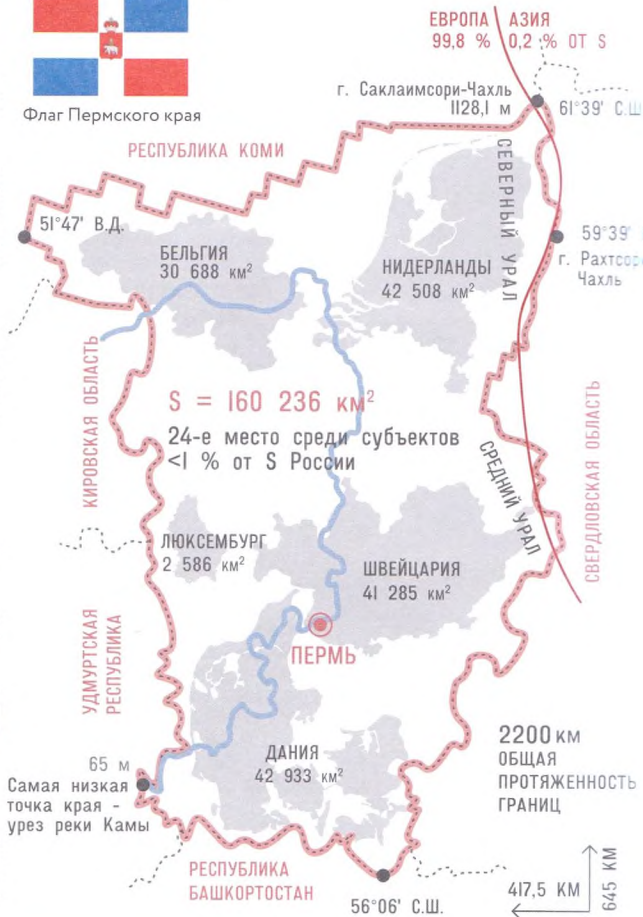 ЕВРОПА АЗИЯ
99,8 % 0,2 % ОТ S
Флаг Пермского края
г. Саклаимсори-Чахль
1128,1 м
61°39' С.Ш
РЕСПУБЛИКА КОМИ
51°47' В.Д.
СЕВЕРНЫЙ УРАЛ
59°39'
г. Рахтсори
Чахль
БЕЛЬГИЯ
30 688 км²
НИДЕРЛАНДЫ
42 508 км²
КИРОВСКАЯ ОБЛАСТЬ
S = 160 236 км²
24-е место среди субъектов
<1 % от S России
СРЕДНИЙ УРАЛ
СВЕРДЛОВСКАЯ ОБЛАСТЬ
ЛЮКСЕМБУРГ
2 586 км²
ШВЕЙЦАРИЯ
41 285 км²
ПЕРМЬ
УДМУРТСКАЯ
РЕСПУБЛИКА
65 м
Самая низкая
точка края -
урез реки Камы
ДАНИЯ
42 933 км²
2200 КМ
ОБЩАЯ
ПРОТЯЖЕННОСТЬ
ГРАНИЦ
РЕСПУБЛИКА
БАШКОРТОСТАН
56°06' С.Ш.
417,5 КМ
645 КМ